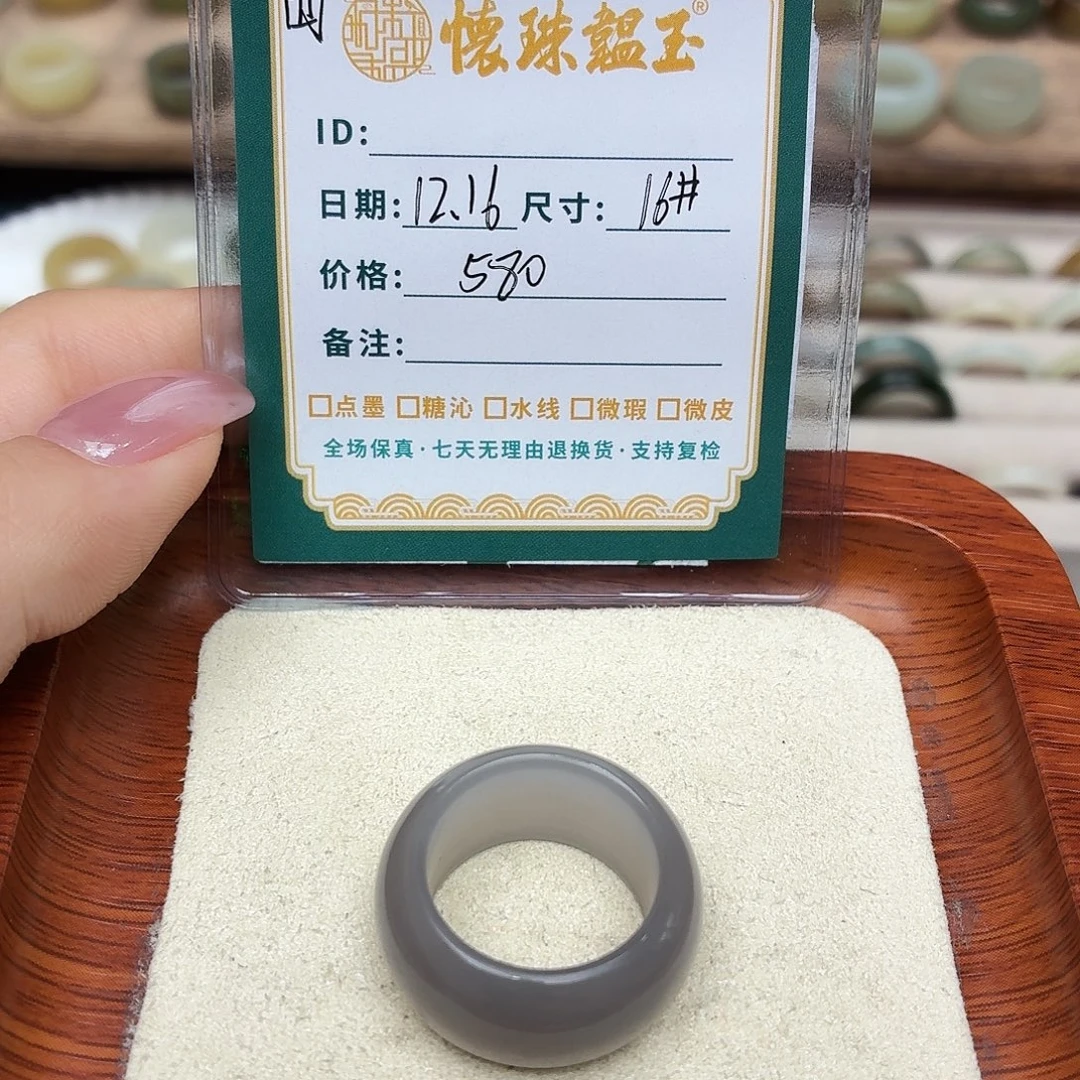 懷珠韞玉®
ID:
日期: 12.16 尺寸: 16#
价格: 580
备注:
□点墨 □糖沁 □水线 □微瑕 □微皮
全场保真·七天无理由退换货·支持复检